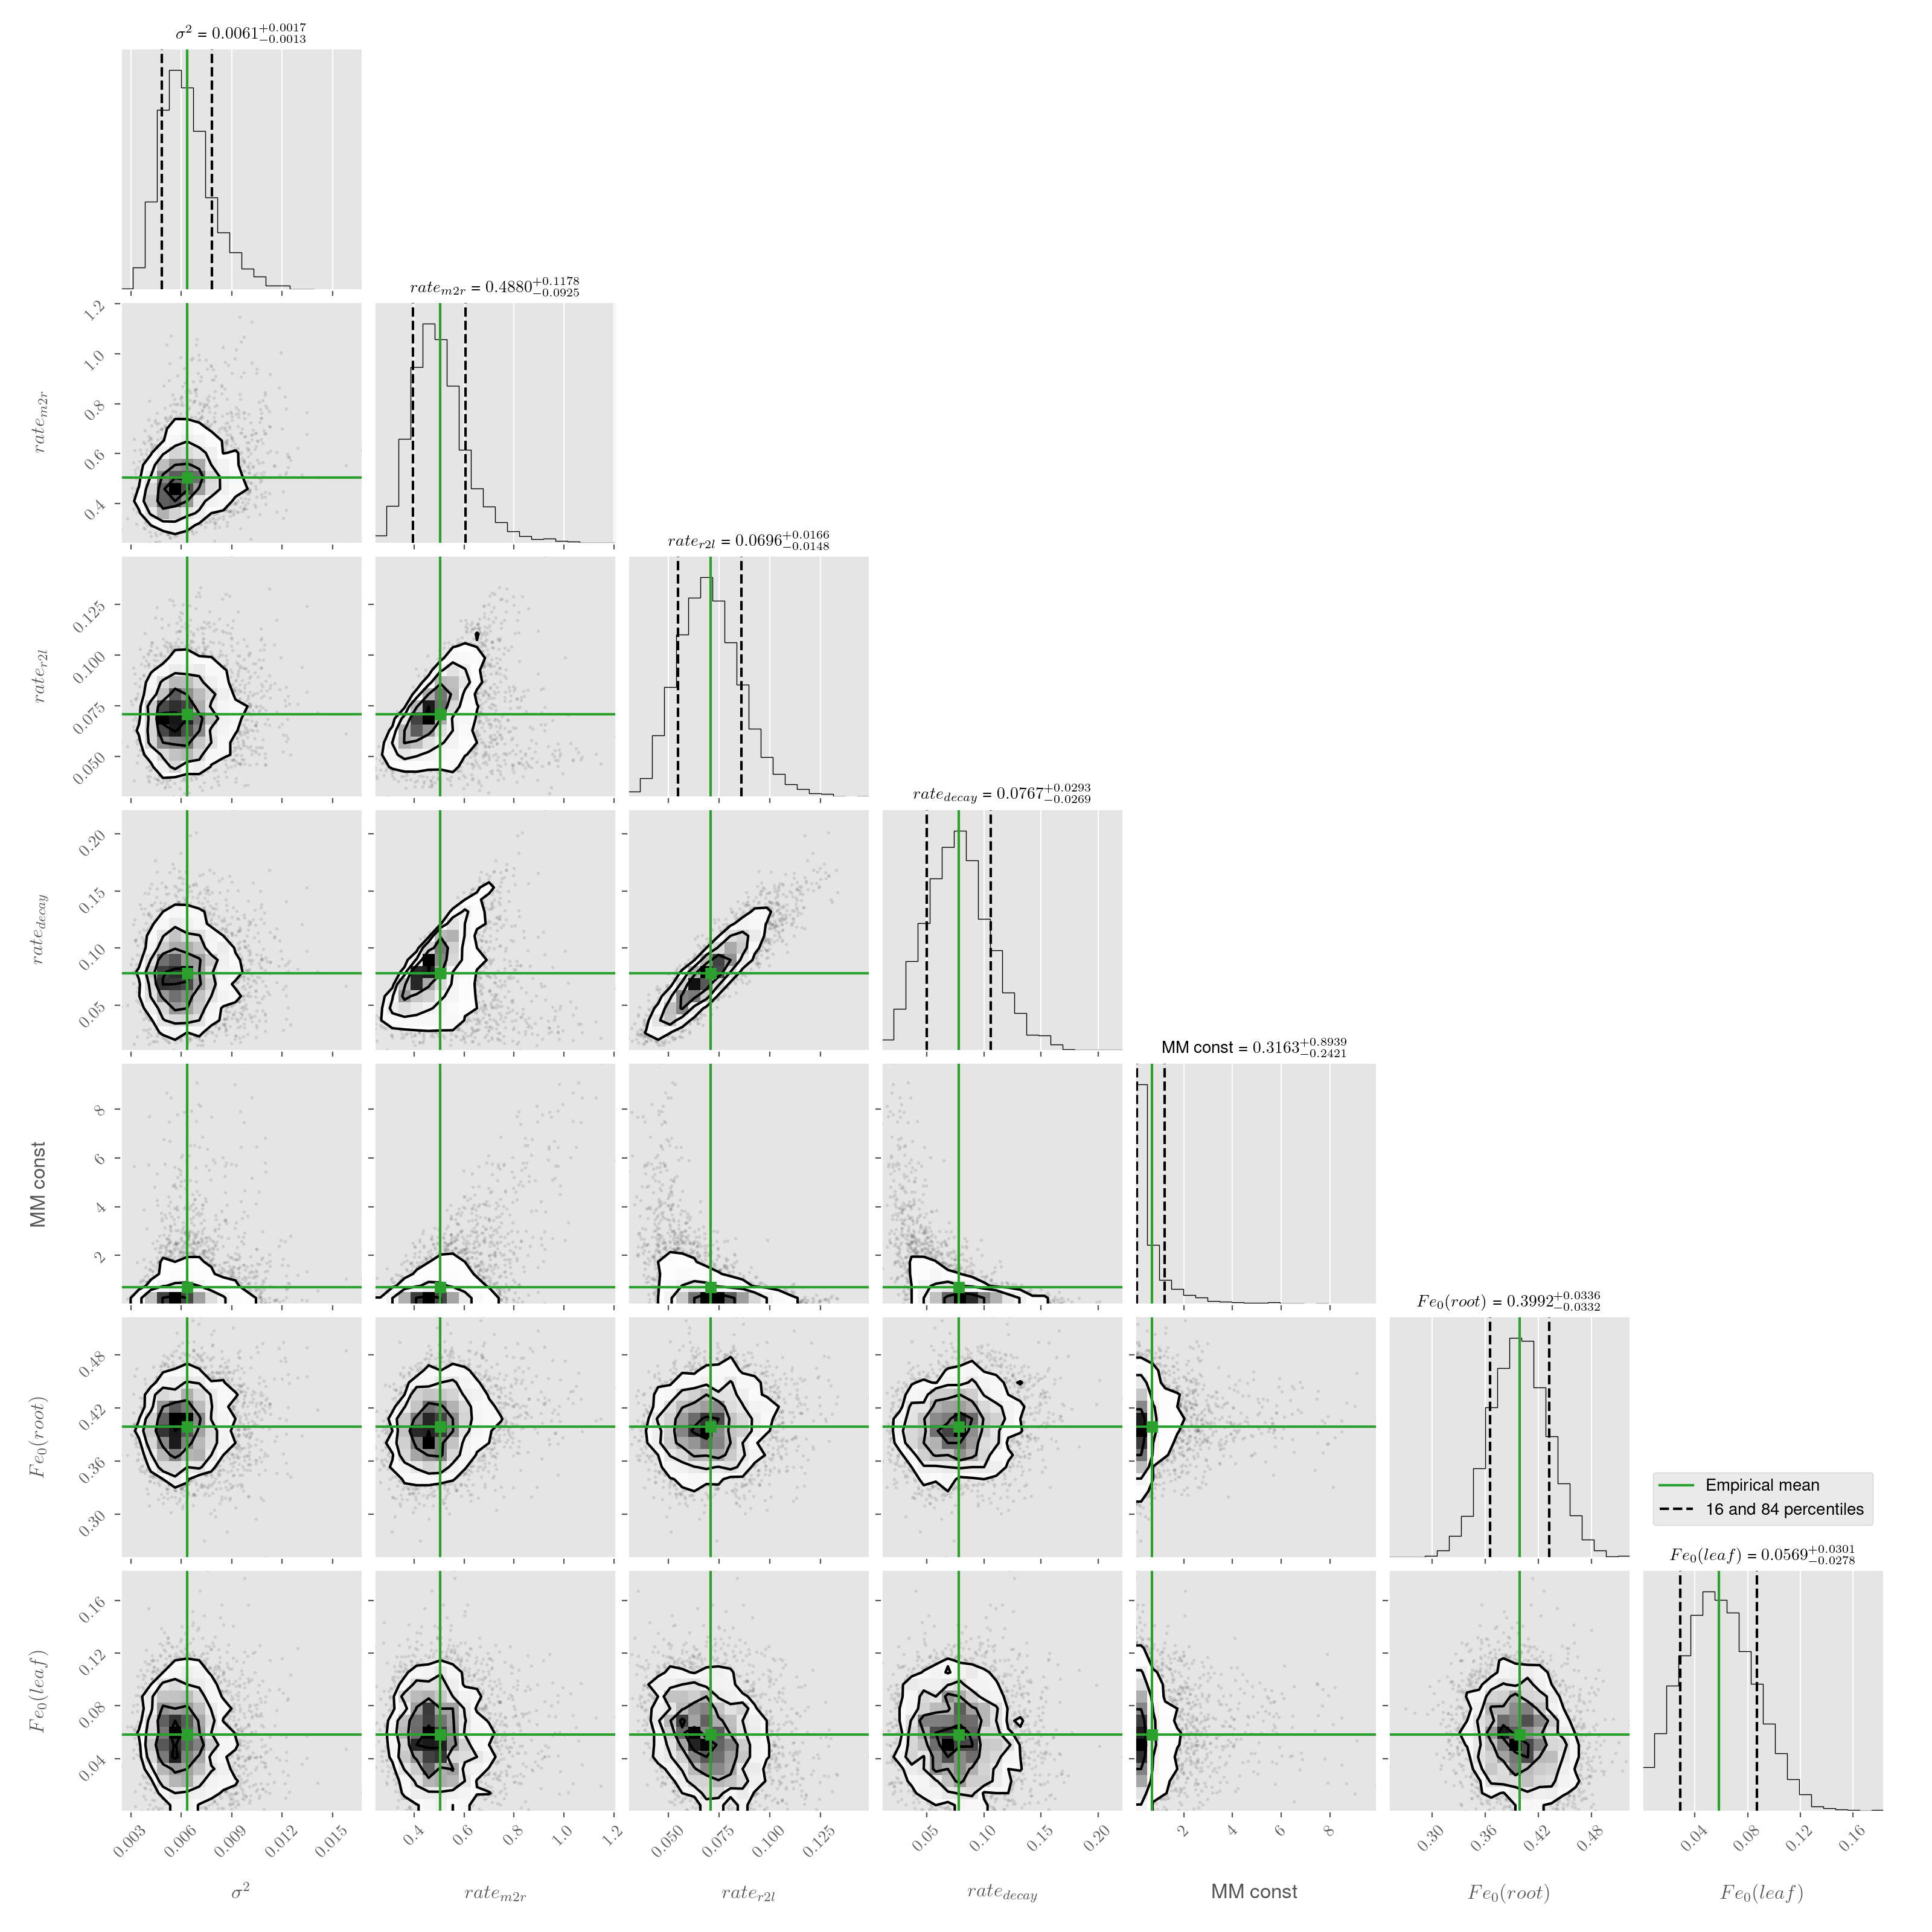 σ² = 0.0061+0.0017 −0.0013
rate_m2r = 0.4880+0.1178 −0.0925
1.2
1.0
0.8
0.6
0.4
rate_m2r
rate_r2l = 0.0696+0.0166 −0.0148
0.125
0.100
0.075
0.050
rate_r2l
rate_decay = 0.0767+0.0293 −0.0269
0.20
0.15
0.10
0.05
rate_decay
MM const = 0.3163+0.8939 −0.2421
8
6
4
2
MM const
Fe₀(root) = 0.3992+0.0336 −0.0332
0.48
0.42
0.36
0.30
Fe₀(root)
Empirical mean
16 and 84 percentiles
Fe₀(leaf) = 0.0569+0.0301 −0.0278
0.16
0.12
0.08
0.04
Fe₀(leaf)
0.003 0.006 0.009 0.012 0.015 0.4 0.6 0.8 1.0 1.2 0.050 0.075 0.100 0.125 0.05 0.10 0.15 0.20 2 4 6 8 0.30 0.36 0.42 0.48 0.04 0.08 0.12 0.16
σ² rate_m2r rate_r2l rate_decay MM const Fe₀(root) Fe₀(leaf)